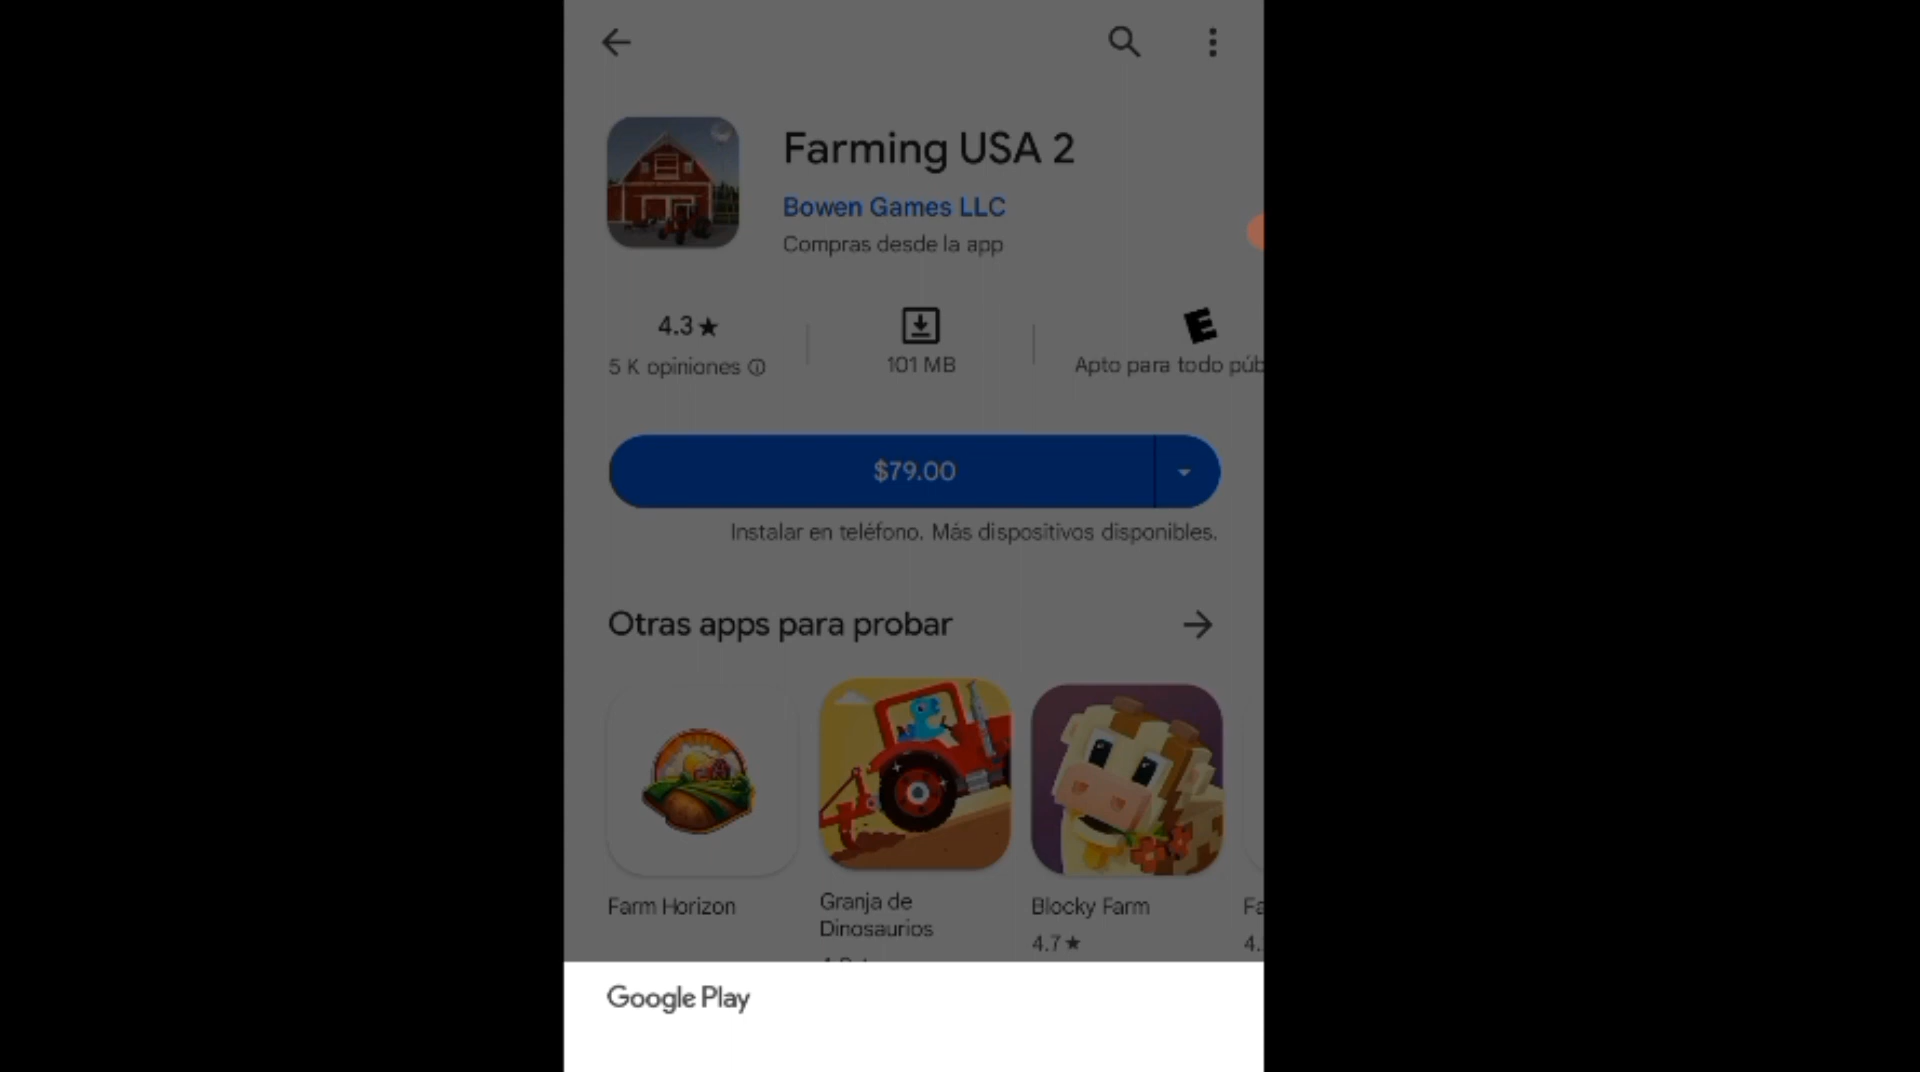 Farming USA 2
Bowen Games LLC
Compras desde la app
4.3★
5 K opiniones
101 MB
E
Apto para todo púb
$79.00
Instalar en teléfono. Más dispositivos disponibles.
Otras apps para probar
Farm Horizon
Granja de
Dinosaurios
Blocky Farm
4.7★
Fa
4.
Google Play